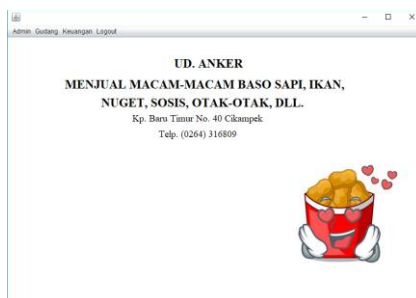 Admin Gudang Keuangan Logout
UD. ANKER
MENJUAL MACAM-MACAM BASO SAPI, IKAN,
NUGET, SOSIS, OTAK-OTAK, DLL.
Kp. Baru Timur No. 40 Cikampek
Telp. (0264) 316809